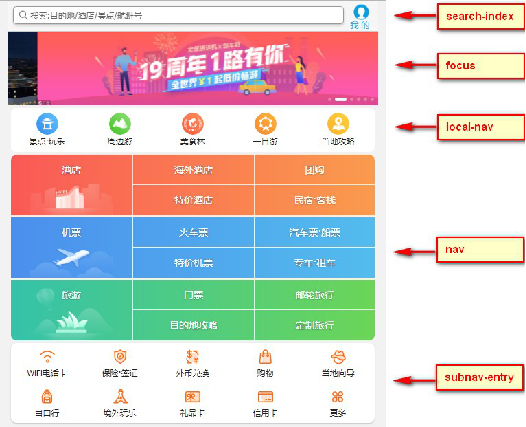 搜索:目的地/酒店/景点/航班号
我的
search-index
19周年1路有你
全世界¥1起低价畅游
focus
景点·玩乐
周边游
美食林
一日游
当地攻略
local-nav
酒店
海外酒店
团购
特价酒店
民宿·客栈
机票
火车票
汽车票·船票
特价机票
专车·租车
nav
旅游
门票
邮轮旅行
目的地攻略
定制旅行
WiFi电话卡
保险·签证
外币兑换
购物
当地向导
自由行
境外玩乐
礼品卡
信用卡
更多
subnav-entry